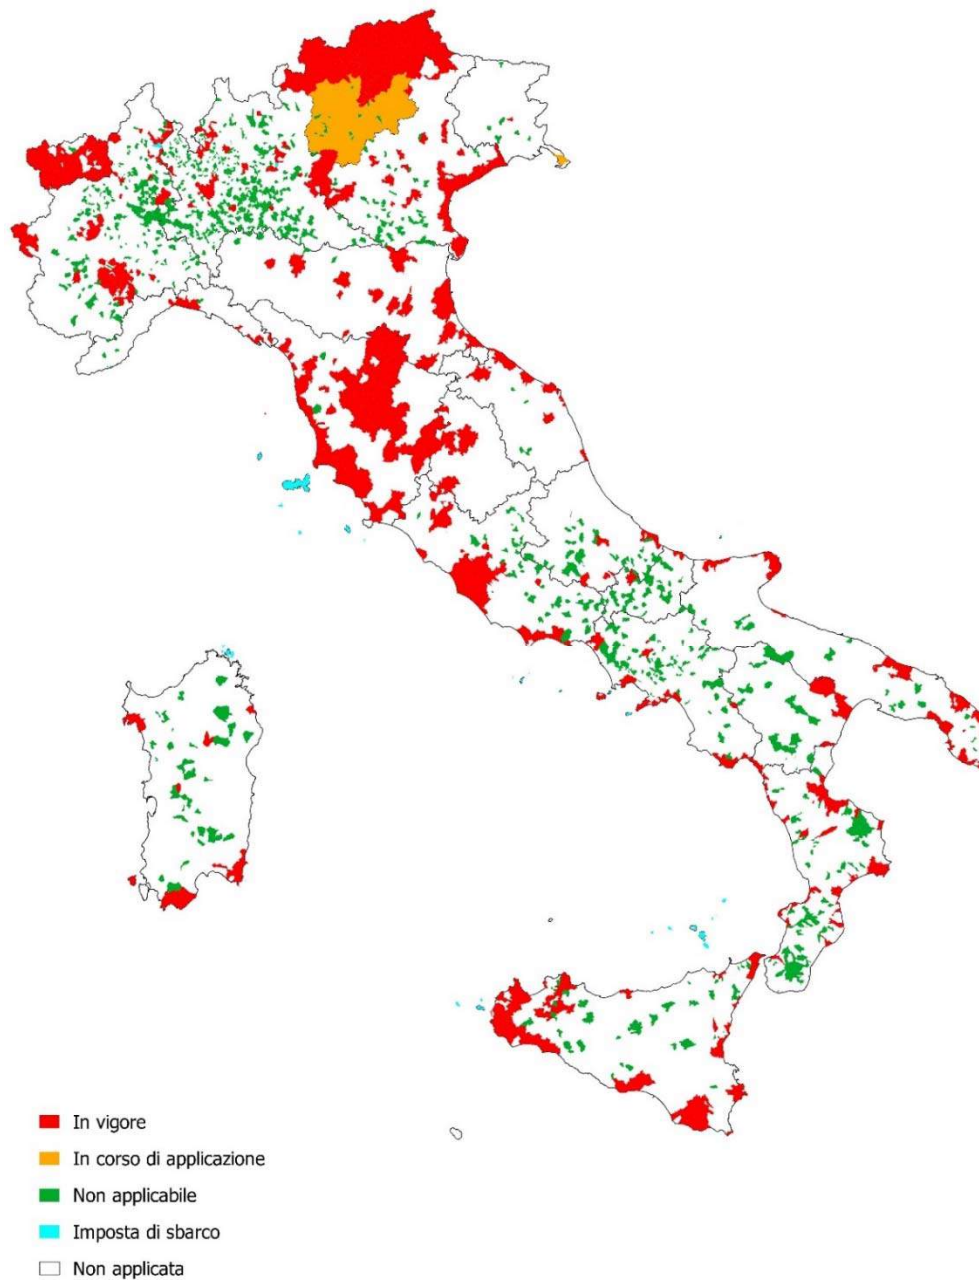 In vigore
In corso di applicazione
Non applicabile
Imposta di sbarco
Non applicata